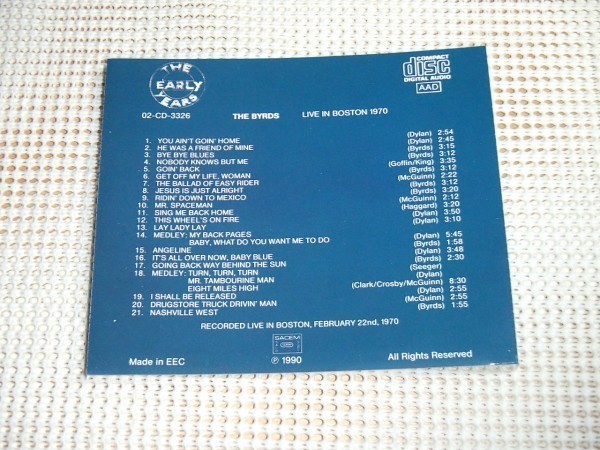 THE EARLY YEARS
COMPACT
disc
DIGITAL AUDIO
AAD
02-CD-3326 THE BYRDS LIVE IN BOSTON 1970
1. YOU AIN'T GOIN' HOME
2. HE WAS A FRIEND OF MINE
3. BYE BYE BLUES
4. NOBODY KNOWS BUT ME
5. GOIN' BACK
6. GET OFF MY LIFE, WOMAN
7. THE BALLAD OF EASY RIDER
8. JESUS IS JUST ALRIGHT
9. RIDIN' DOWN TO MEXICO
10. MR. SPACEMAN
11. SING ME BACK HOME
12. THIS WHEEL'S ON FIRE
13. LAY LADY LAY
14. MEDLEY: MY BACK PAGES
BABY, WHAT DO YOU WANT ME TO DO
15. ANGELINE
16. IT'S ALL OVER NOW, BABY BLUE
17. GOING BACK WAY BEHIND THE SUN
18. MEDLEY: TURN, TURN, TURN
MR. TAMBOURINE MAN
EIGHT MILES HIGH
19. I SHALL BE RELEASED
20. DRUGSTORE TRUCK DRIVIN' MAN
21. NASHVILLE WEST
(Dylan) 2:54
(Dylan) 2:45
(Byrds) 3:15
(Byrds) 3:12
(Goffin/King) 3:35
(Byrds) 3:12
(McGuinn) 2:22
(Byrds) 3:12
(Byrds) 3:20
(McGuinn) 2:12
(Haggard) 3:20
(Dylan) 3:50
(Dylan) 3:10
(Dylan) 5:45
(Byrds) 1:58
(Dylan) 3:48
(Byrds) 2:30
(Seeger)
(Dylan)
(Clark/Crosby/McGuinn) 8:30
(Dylan) 2:55
(McGuinn) 2:55
(Byrds) 1:55
RECORDED LIVE IN BOSTON, FEBRUARY 22nd, 1970
SACEM
Made in EEC ℗ 1990 All Rights Reserved